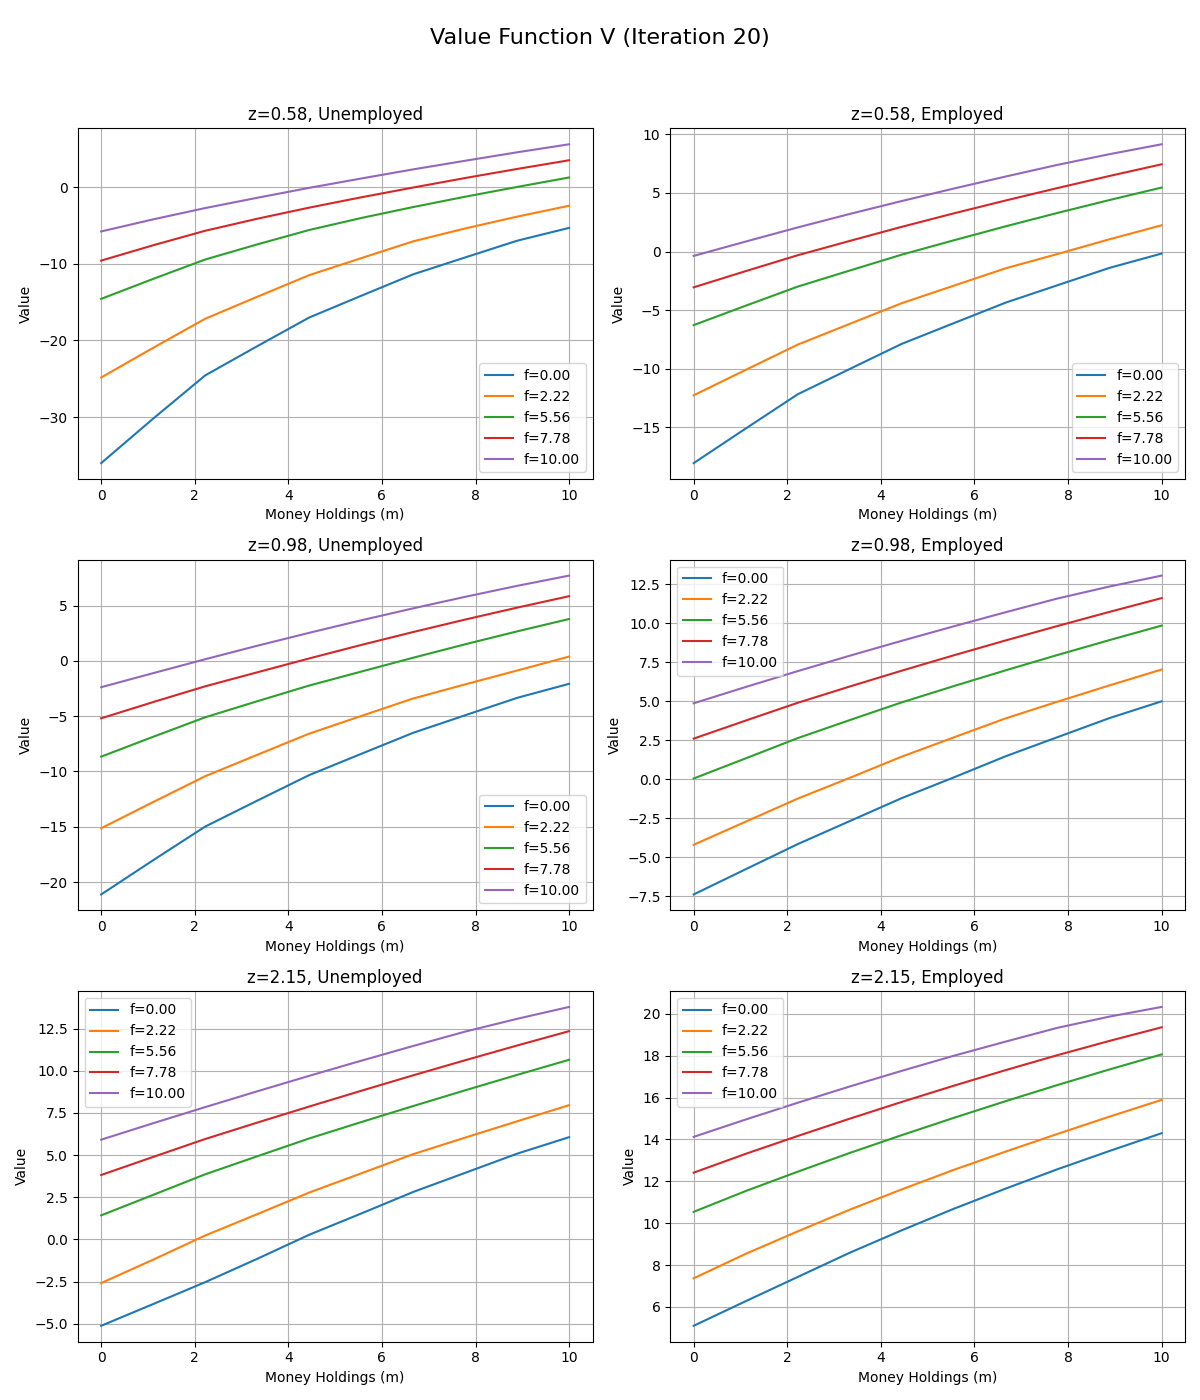 Value Function V (Iteration 20)
z=0.58, Unemployed
0
−10
−20
−30
Value
f=0.00
f=2.22
f=5.56
f=7.78
f=10.00
0 2 4 6 8 10
Money Holdings (m)
z=0.58, Employed
10
5
0
−5
−10
−15
Value
f=0.00
f=2.22
f=5.56
f=7.78
f=10.00
0 2 4 6 8 10
Money Holdings (m)
z=0.98, Unemployed
5
0
−5
−10
−15
−20
Value
f=0.00
f=2.22
f=5.56
f=7.78
f=10.00
0 2 4 6 8 10
Money Holdings (m)
z=0.98, Employed
12.5
10.0
7.5
5.0
2.5
0.0
−2.5
−5.0
−7.5
Value
f=0.00
f=2.22
f=5.56
f=7.78
f=10.00
0 2 4 6 8 10
Money Holdings (m)
z=2.15, Unemployed
12.5
10.0
7.5
5.0
2.5
0.0
−2.5
−5.0
Value
f=0.00
f=2.22
f=5.56
f=7.78
f=10.00
0 2 4 6 8 10
Money Holdings (m)
z=2.15, Employed
20
18
16
14
12
10
8
6
Value
f=0.00
f=2.22
f=5.56
f=7.78
f=10.00
0 2 4 6 8 10
Money Holdings (m)